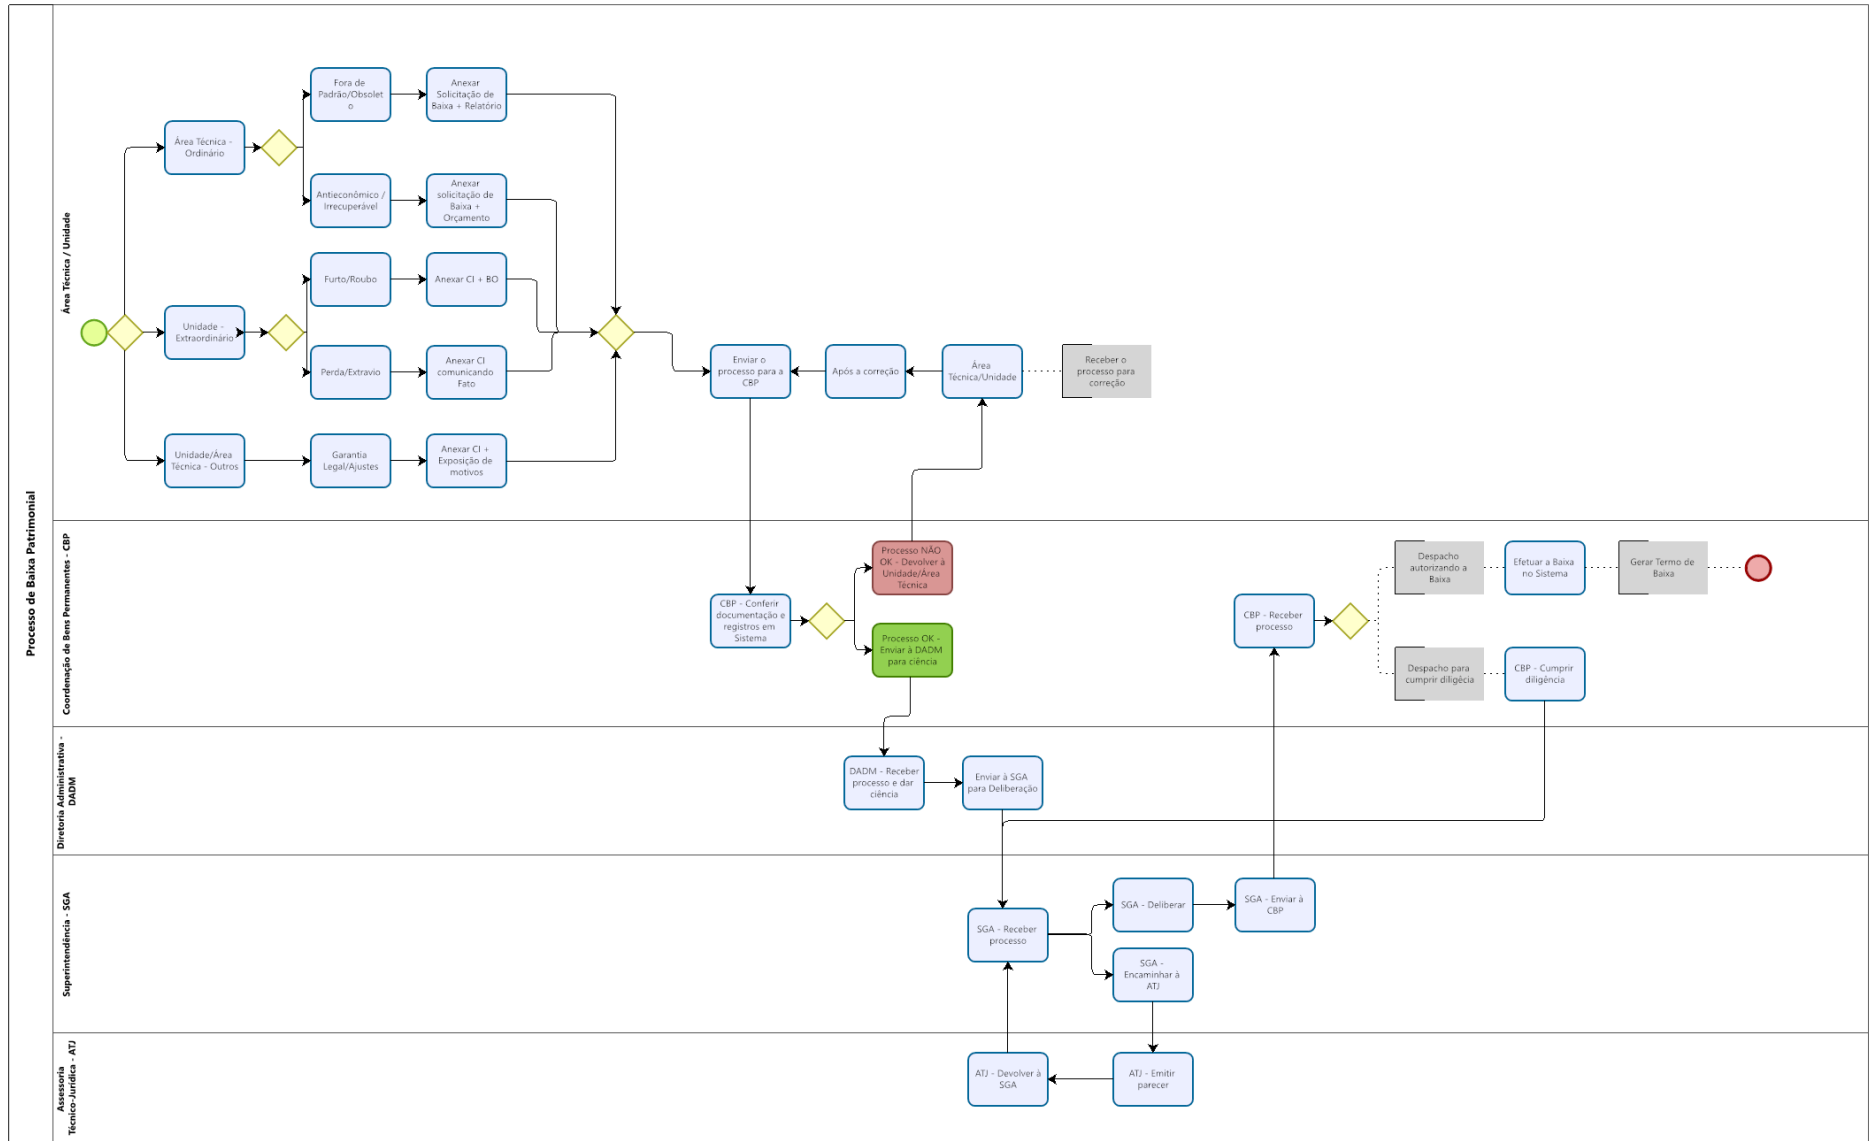 Processo de Baixa Patrimonial
Área Técnica / Unidade
Fora de
Padrão/Obsolet
o
Anexar
Solicitação de
Baixa + Relatório
Área Técnica -
Ordinário
Antieconômico /
Irrecuperável
Anexar
solicitação de
Baixa +
Orçamento
Furto/Roubo
Anexar CI + BO
Unidade -
Extraordinário
Perda/Extravio
Anexar CI
comunicando
Fato
Enviar o
processo para a
CBP
Após a correção
Área
Técnica/Unidade
Receber o
processo para
correção
Unidade/Área
Técnica - Outros
Garantia
Legal/Ajustes
Anexar CI +
Exposição de
motivos
Coordenação de Bens Permanentes - CBP
Processo NÃO
OK - Devolver à
Unidade/Área
Técnica
CBP - Conferir
documentação e
registros em
Sistema
Processo OK -
Enviar à DADM
para ciência
CBP - Receber
processo
Despacho
autorizando a
Baixa
Efetuar a Baixa
no Sistema
Gerar Termo de
Baixa
Despacho para
cumprir diligêcia
CBP - Cumprir
diligência
Diretoria Administrativa -
DADM
DADM - Receber
processo e dar
ciência
Enviar à SGA
para Deliberação
Superintendência - SGA
SGA - Receber
processo
SGA - Deliberar
SGA - Enviar à
CBP
SGA -
Encaminhar à
ATJ
Assessoria
Técnico-Jurídica - ATJ
ATJ - Devolver à
SGA
ATJ - Emitir
parecer